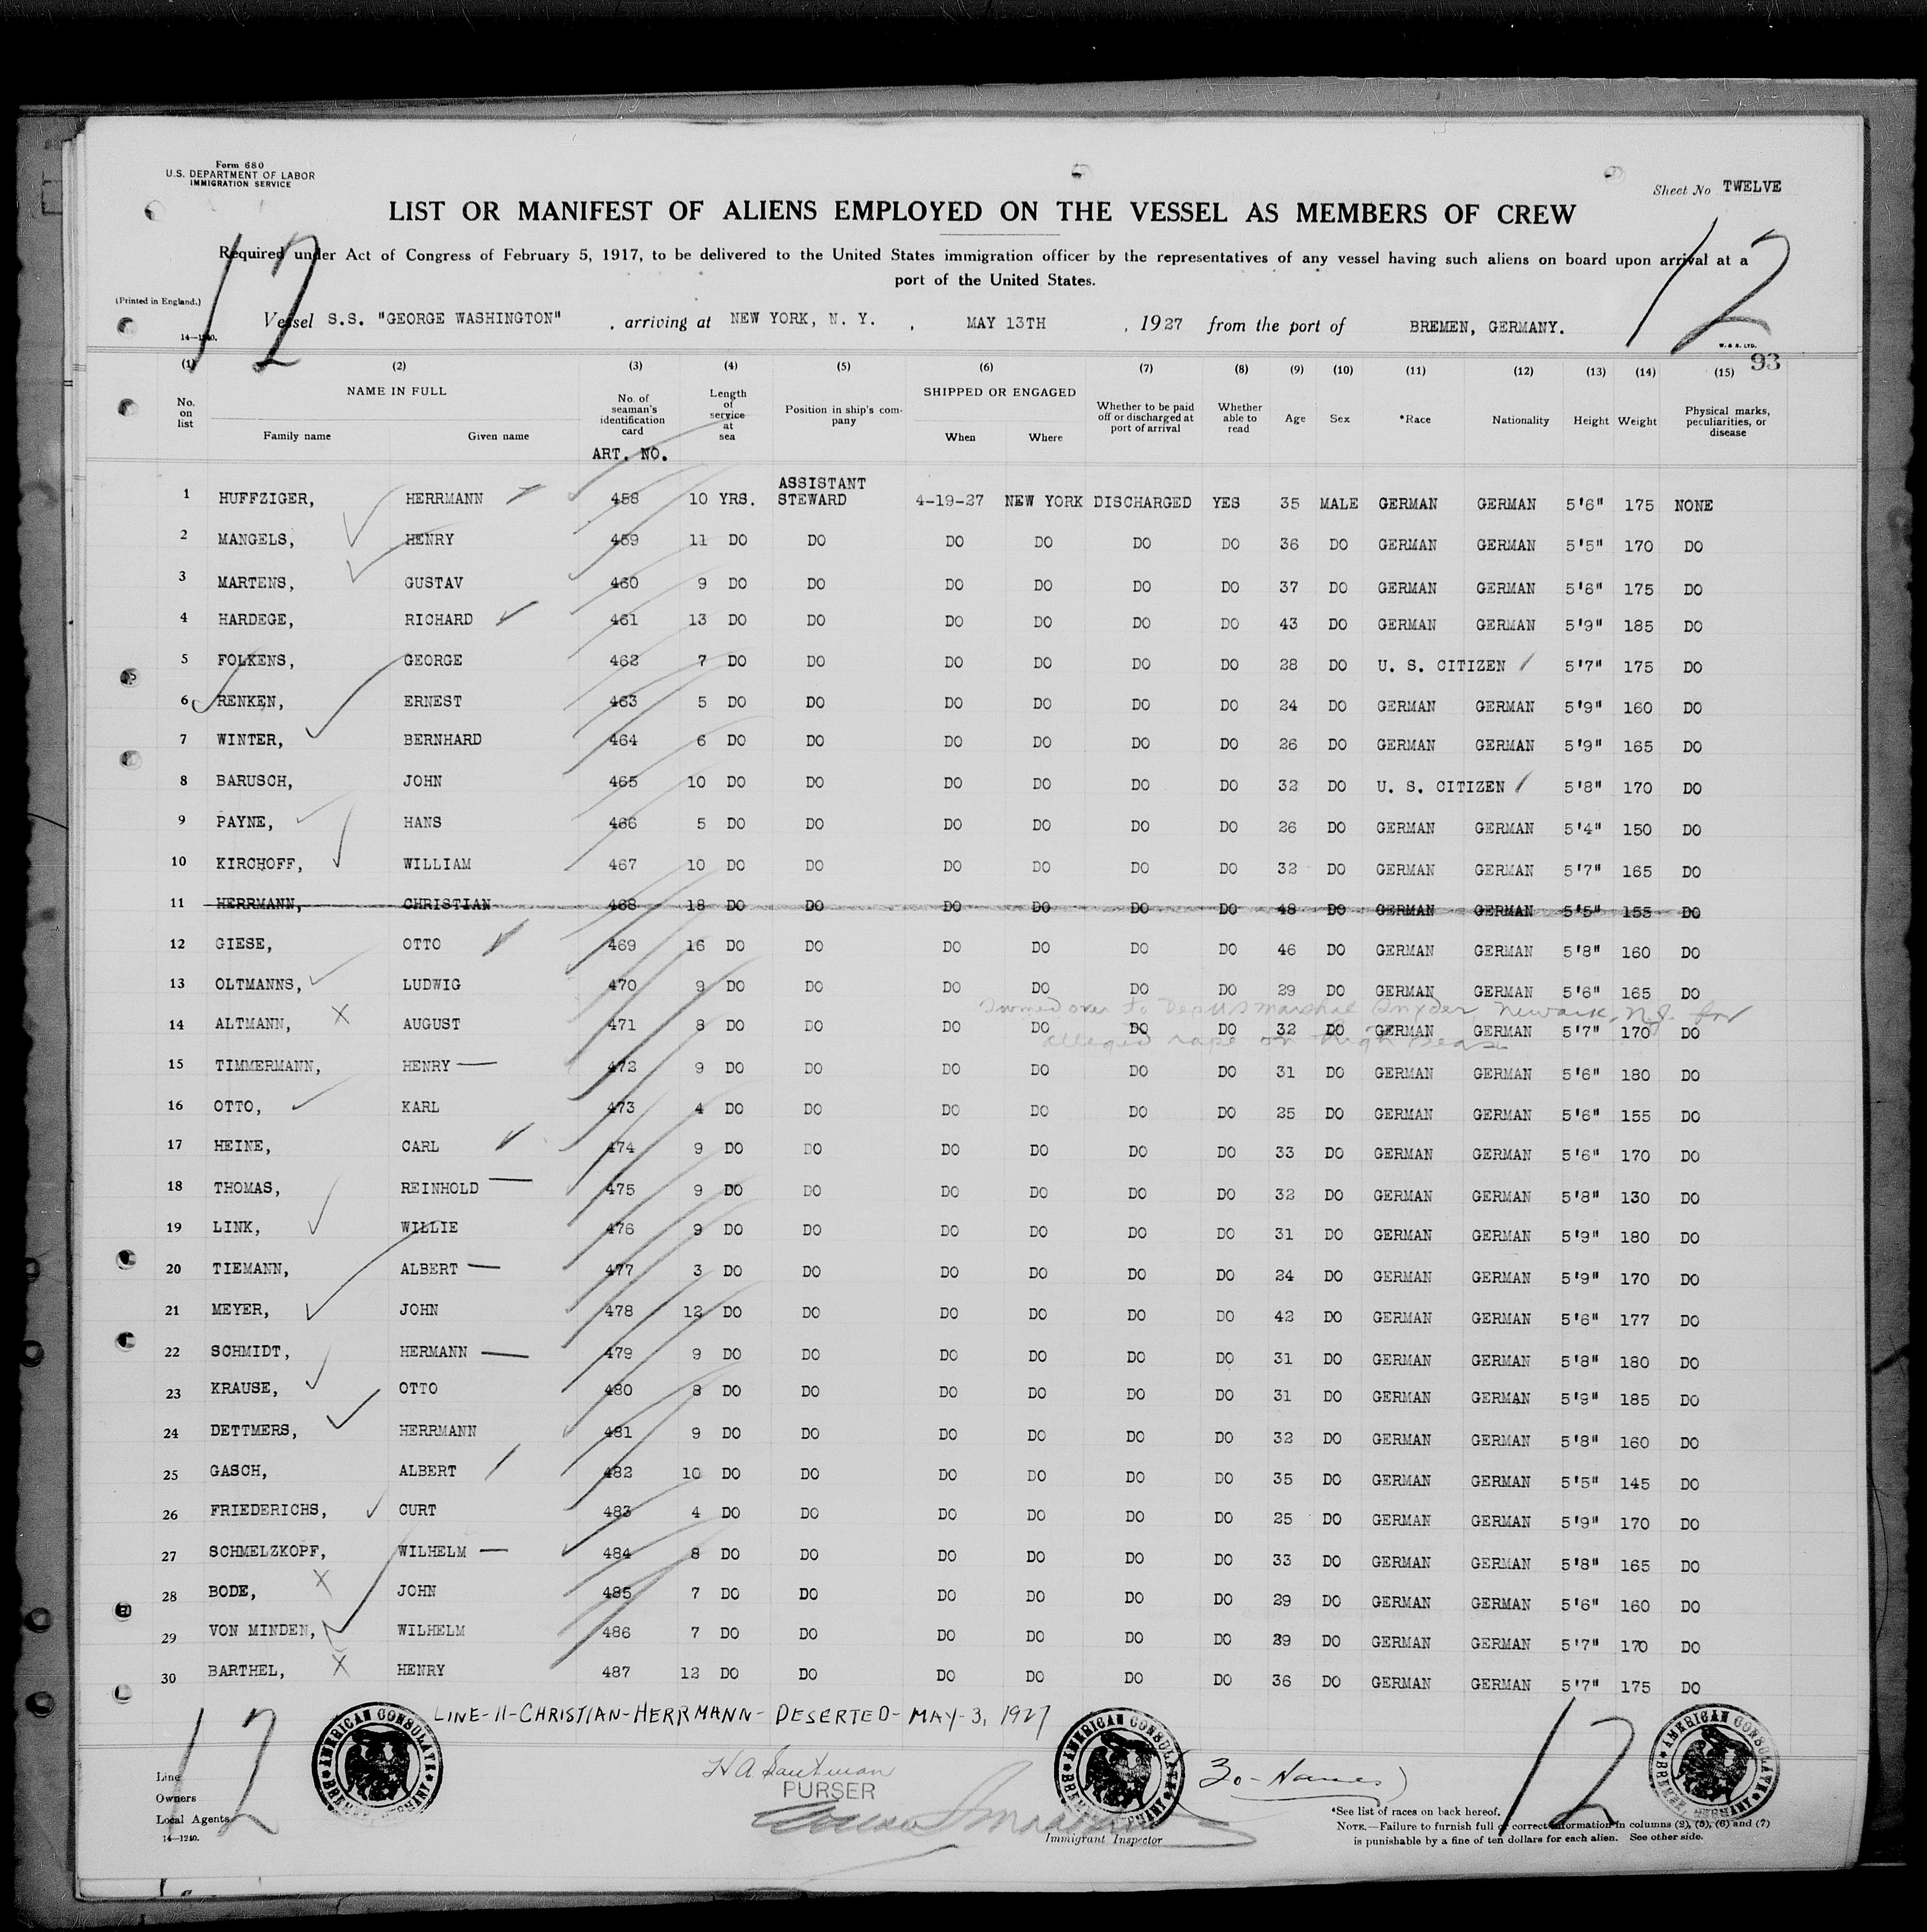 Form 680
U.S. DEPARTMENT OF LABOR
IMMIGRATION SERVICE
Sheet No TWELVE
LIST OR MANIFEST OF ALIENS EMPLOYED ON THE VESSEL AS MEMBERS OF CREW
Required under Act of Congress of February 5, 1917, to be delivered to the United States immigration officer by the representatives of any vessel having such aliens on board upon arrival at a
port of the United States.
12 12
(Printed in England.)
Vessel S.S. "GEORGE WASHINGTON" , arriving at NEW YORK, N. Y. , MAY 13TH , 1927 from the port of BREMEN, GERMANY.
14—1240. W. & S. LTD.
93
(1) (2) (3) (4) (5) (6) (7) (8) (9) (10) (11) (12) (13) (14) (15)
No. on list NAME IN FULL Family name Given name No. of seaman's identification card Length of service at sea Position in ship's company SHIPPED OR ENGAGED When Where Whether to be paid off or discharged at port of arrival Whether able to read Age Sex *Race Nationality Height Weight Physical marks, peculiarities, or disease
ART. NO.
1 HUFFZIGER, HERRMANN 458 10 YRS. ASSISTANT STEWARD 4-19-27 NEW YORK DISCHARGED YES 35 MALE GERMAN GERMAN 5'6" 175 NONE
2 MANGELS, HENRY 459 11 DO DO DO DO DO DO 36 DO GERMAN GERMAN 5'5" 170 DO
3 MARTENS, GUSTAV 460 9 DO DO DO DO DO DO 37 DO GERMAN GERMAN 5'6" 175 DO
4 HARDEGE, RICHARD 461 13 DO DO DO DO DO DO 43 DO GERMAN GERMAN 5'9" 185 DO
5 FOLKENS, GEORGE 462 7 DO DO DO DO DO DO 28 DO U. S. CITIZEN 5'7" 175 DO
6 RENKEN, ERNEST 463 5 DO DO DO DO DO DO 24 DO GERMAN GERMAN 5'9" 160 DO
7 WINTER, BERNHARD 464 6 DO DO DO DO DO DO 26 DO GERMAN GERMAN 5'9" 165 DO
8 BARUSCH, JOHN 465 10 DO DO DO DO DO DO 32 DO U. S. CITIZEN 5'8" 170 DO
9 PAYNE, HANS 466 5 DO DO DO DO DO DO 26 DO GERMAN GERMAN 5'4" 150 DO
10 KIRCHOFF, WILLIAM 467 10 DO DO DO DO DO DO 32 DO GERMAN GERMAN 5'7" 165 DO
11 HERRMANN, CHRISTIAN 468 18 DO DO DO DO DO DO 48 DO GERMAN GERMAN 5'5" 155 DO
12 GIESE, OTTO 469 16 DO DO DO DO DO DO 46 DO GERMAN GERMAN 5'8" 160 DO
13 OLTMANNS, LUDWIG 470 9 DO DO DO DO DO DO 29 DO GERMAN GERMAN 5'6" 165 DO
Turned over to Dep US Marshal Snyder, Newark, N.J. for
14 ALTMANN, AUGUST 471 8 DO DO DO DO DO DO 32 DO GERMAN GERMAN 5'7" 170 DO
alleged rape on high seas
15 TIMMERMANN, HENRY 472 9 DO DO DO DO DO DO 31 DO GERMAN GERMAN 5'6" 180 DO
16 OTTO, KARL 473 4 DO DO DO DO DO DO 25 DO GERMAN GERMAN 5'6" 155 DO
17 HEINE, CARL 474 9 DO DO DO DO DO DO 33 DO GERMAN GERMAN 5'6" 170 DO
18 THOMAS, REINHOLD 475 9 DO DO DO DO DO DO 32 DO GERMAN GERMAN 5'8" 130 DO
19 LINK, WILLIE 476 9 DO DO DO DO DO DO 31 DO GERMAN GERMAN 5'9" 180 DO
20 TIEMANN, ALBERT 477 3 DO DO DO DO DO DO 24 DO GERMAN GERMAN 5'9" 170 DO
21 MEYER, JOHN 478 12 DO DO DO DO DO DO 42 DO GERMAN GERMAN 5'6" 177 DO
22 SCHMIDT, HERMANN 479 9 DO DO DO DO DO DO 31 DO GERMAN GERMAN 5'8" 180 DO
23 KRAUSE, OTTO 480 8 DO DO DO DO DO DO 31 DO GERMAN GERMAN 5'9" 185 DO
24 DETTMERS, HERRMANN 481 9 DO DO DO DO DO DO 32 DO GERMAN GERMAN 5'8" 160 DO
25 GASCH, ALBERT 482 10 DO DO DO DO DO DO 35 DO GERMAN GERMAN 5'5" 145 DO
26 FRIEDERICHS, CURT 483 4 DO DO DO DO DO DO 25 DO GERMAN GERMAN 5'9" 170 DO
27 SCHMELZKOPF, WILHELM 484 8 DO DO DO DO DO DO 33 DO GERMAN GERMAN 5'8" 165 DO
28 BODE, JOHN 485 7 DO DO DO DO DO DO 29 DO GERMAN GERMAN 5'6" 160 DO
29 VON MINDEN, WILHELM 486 7 DO DO DO DO DO DO 29 DO GERMAN GERMAN 5'7" 170 DO
30 BARTHEL, HENRY 487 12 DO DO DO DO DO DO 36 DO GERMAN GERMAN 5'7" 175 DO
LINE-11-CHRISTIAN-HERRMANN-DESERTED-MAY-3, 1927
12 12
AMERICAN CONSULATE BREMEN, GERMANY
AMERICAN CONSULATE BREMEN, GERMANY
AMERICAN CONSULATE BREMEN, GERMANY
PURSER
30-Names
Line
Owners
Local Agents
14—1240.
Immigrant Inspector
*See list of races on back hereof.
NOTE.—Failure to furnish full or correct information in columns (2), (5), (6) and (7)
is punishable by a fine of ten dollars for each alien. See other side.